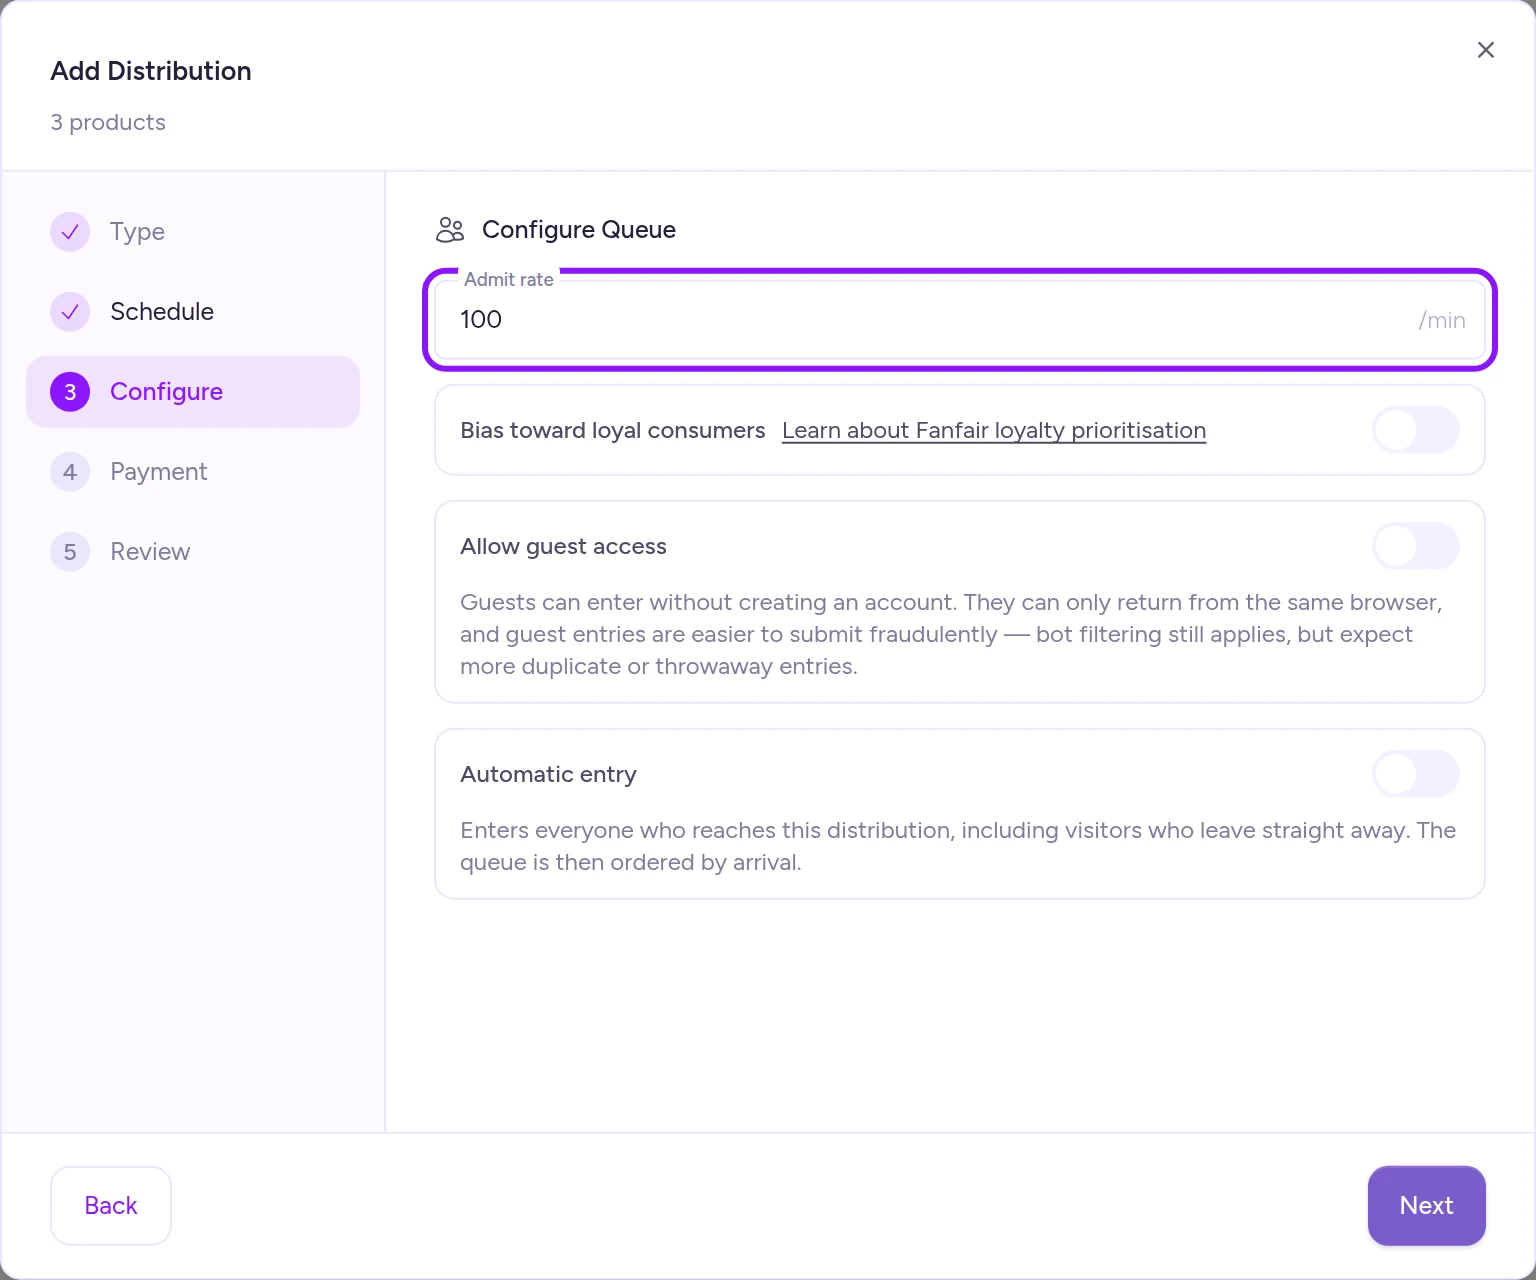 Add Distribution
3 products
Type
Schedule
3 Configure
4 Payment
5 Review
Configure Queue
Admit rate
100 /min
Bias toward loyal consumers Learn about Fanfair loyalty prioritisation
Allow guest access
Guests can enter without creating an account. They can only return from the same browser,
and guest entries are easier to submit fraudulently — bot filtering still applies, but expect
more duplicate or throwaway entries.
Automatic entry
Enters everyone who reaches this distribution, including visitors who leave straight away. The
queue is then ordered by arrival.
Back
Next